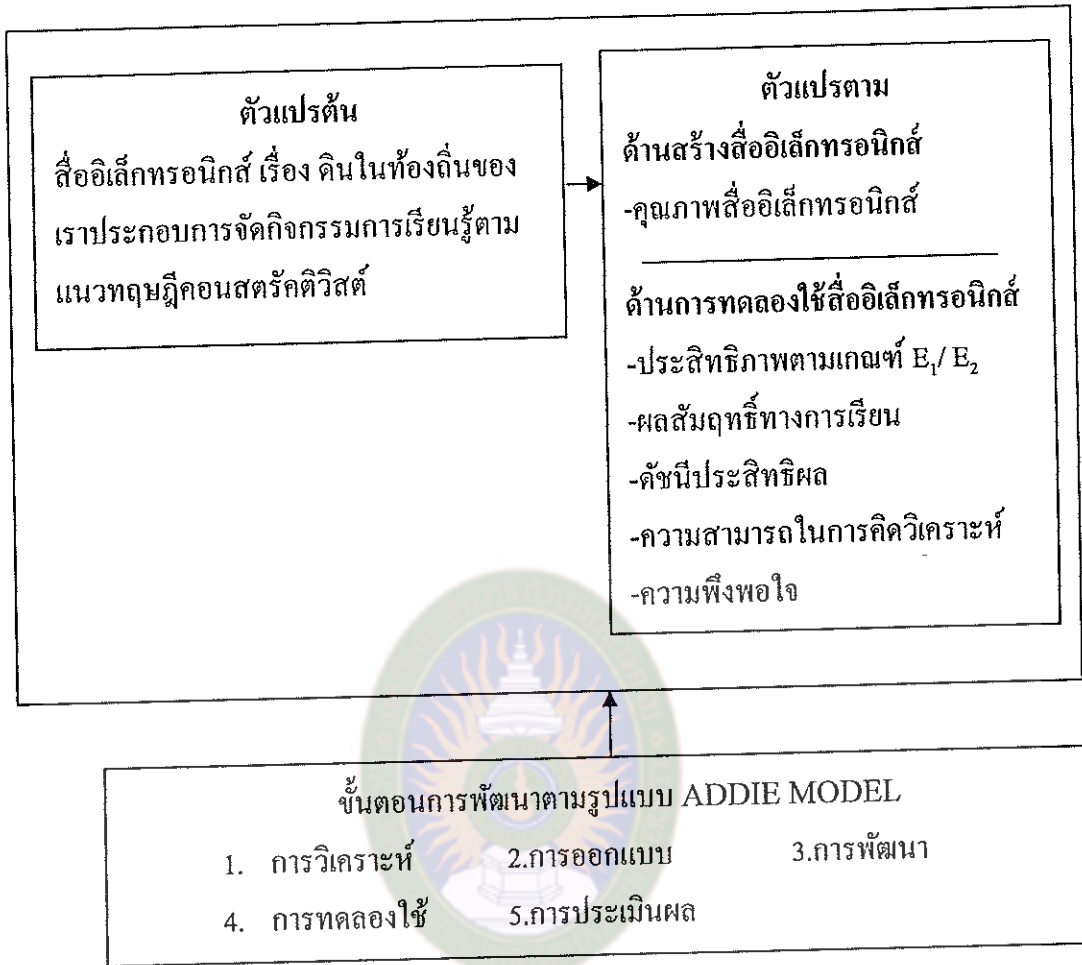 ตัวแปรต้น
สื่ออิเล็กทรอนิกส์ เรื่อง ดินในท้องถิ่นของ
เราประกอบการจัดกิจกรรมการเรียนรู้ตาม
แนวทฤษฎีคอนสตรัคติวิสต์
ตัวแปรตาม
ด้านสร้างสื่ออิเล็กทรอนิกส์
-คุณภาพสื่ออิเล็กทรอนิกส์
ด้านการทดลองใช้สื่ออิเล็กทรอนิกส์
-ประสิทธิภาพตามเกณฑ์ E₁/ E₂
-ผลสัมฤทธิ์ทางการเรียน
-ดัชนีประสิทธิผล
-ความสามารถในการคิดวิเคราะห์
-ความพึงพอใจ
ขั้นตอนการพัฒนาตามรูปแบบ ADDIE MODEL
1. การวิเคราะห์ 2.การออกแบบ 3.การพัฒนา
4. การทดลองใช้ 5.การประเมินผล